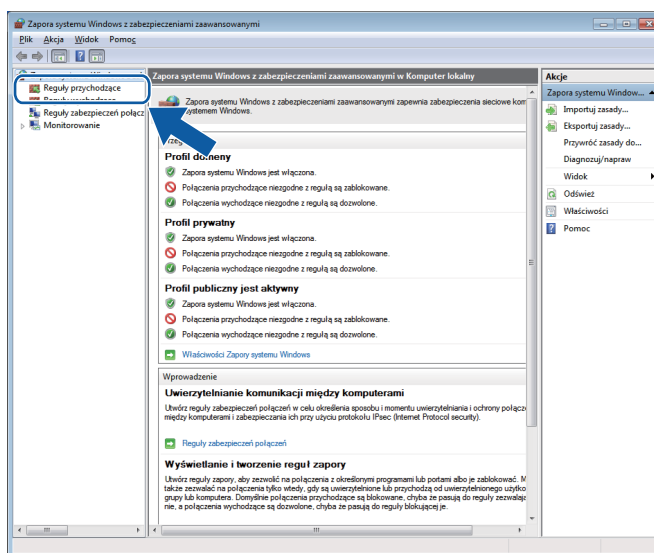 Zapora systemu Windows z zabezpieczeniami zaawansowanymi
Plik Akcja Widok Pomoc
Reguły przychodzące
Reguły zabezpieczeń połącz
Monitorowanie
Zapora systemu Windows z zabezpieczeniami zaawansowanymi w Komputer lokalny
Zapora systemu Windows z zabezpieczeniami zaawansowanymi zapewnia zabezpieczenia sieciowe kom
systemem Windows.
Profil domeny
Zapora systemu Windows jest włączona.
Połączenia przychodzące niezgodne z regułą są zablokowane.
Połączenia wychodzące niezgodne z regułą są dozwolone.
Profil prywatny
Zapora systemu Windows jest włączona.
Połączenia przychodzące niezgodne z regułą są zablokowane.
Połączenia wychodzące niezgodne z regułą są dozwolone.
Profil publiczny jest aktywny
Zapora systemu Windows jest włączona.
Połączenia przychodzące niezgodne z regułą są zablokowane.
Połączenia wychodzące niezgodne z regułą są dozwolone.
Właściwości Zapory systemu Windows
Wprowadzenie
Uwierzytelnianie komunikacji między komputerami
Utwórz reguły zabezpieczeń połączeń w celu określenia sposobu i momentu uwierzytelniania i ochrony połącze
między komputerami i zabezpieczania ich przy użyciu protokołu IPsec (Internet Protocol security).
Reguły zabezpieczeń połączeń
Wyświetlanie i tworzenie reguł zapory
Utwórz reguły zapory, aby zezwolić na połączenia z określonymi programami lub portami albo je zablokować. M
także zezwalać na połączenia tylko wtedy, gdy są uwierzytelnione lub przychodzą od uwierzytelnionego użytko
grupy lub komputera. Domyślnie połączenia przychodzące są blokowane, chyba że pasują do reguły zezwalają
nie, a połączenia wychodzące są dozwolone, chyba że pasują do reguły blokującej je.
Akcje
Zapora systemu Window...
Importuj zasady...
Eksportuj zasady...
Przywróć zasady do...
Diagnozuj/napraw
Widok
Odśwież
Właściwości
Pomoc